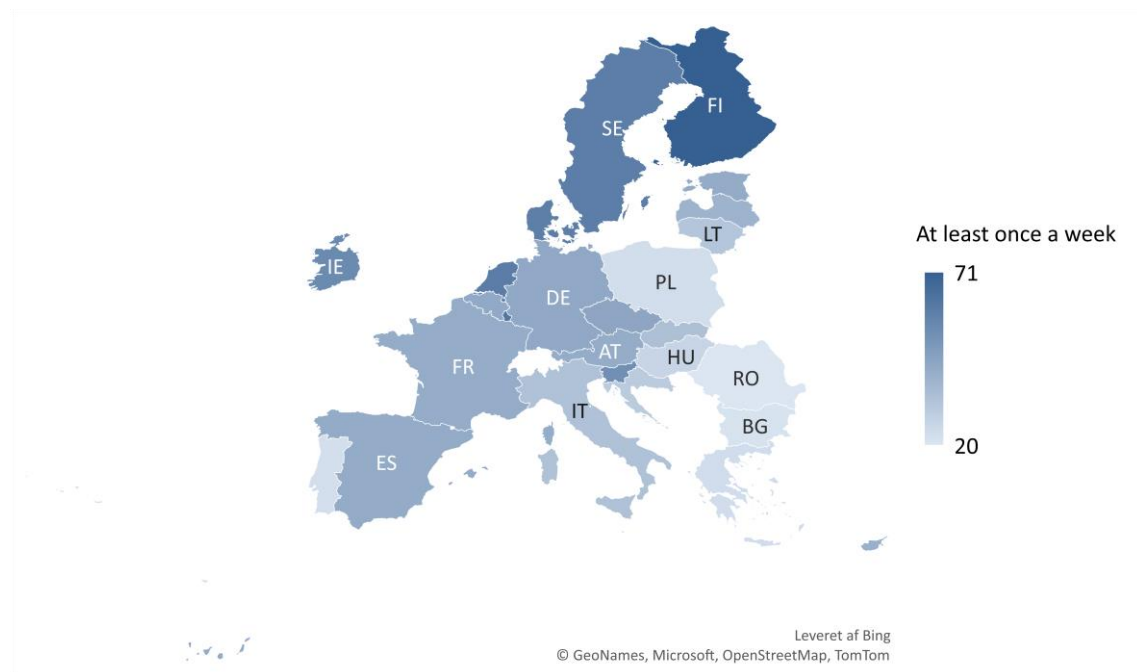 FI
SE
LT
At least once a week
71
IE
PL
DE
AT
HU
FR
RO
IT
BG
20
ES
Leveret af Bing
© GeoNames, Microsoft, OpenStreetMap, TomTom